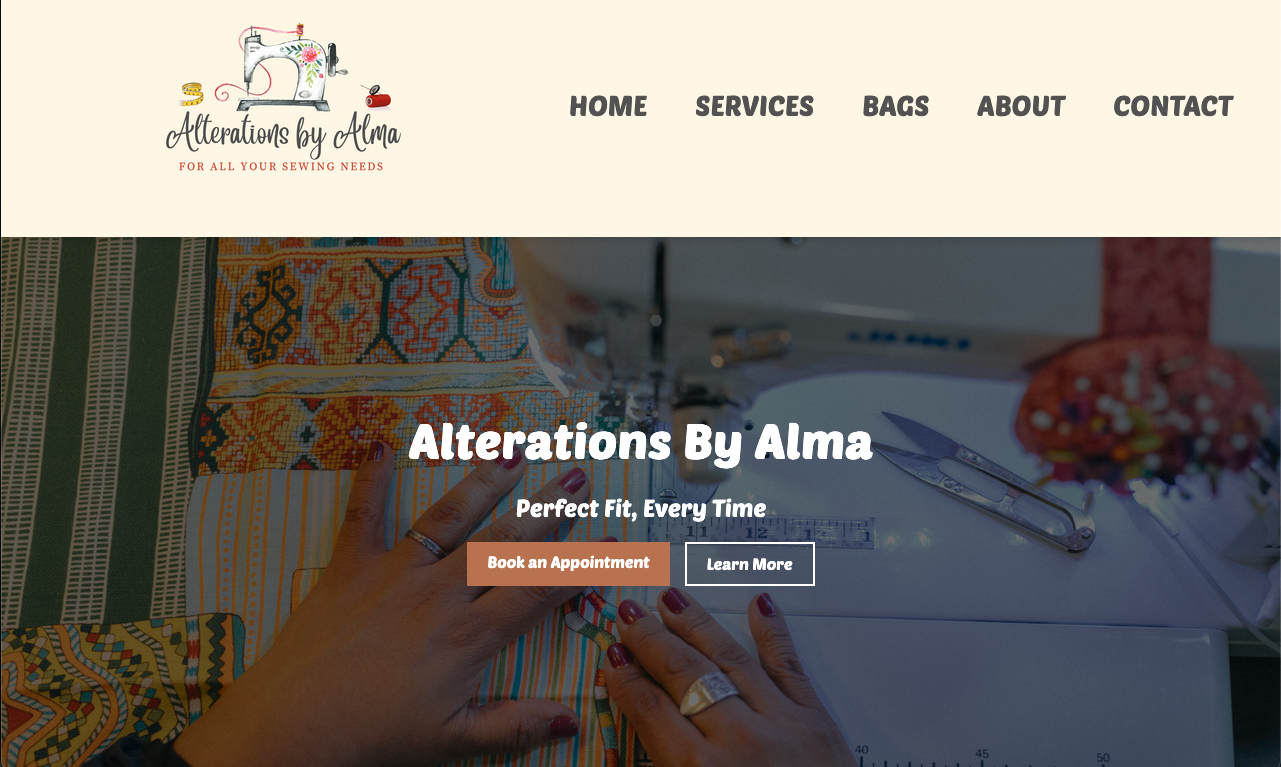 Alterations by Alma
FOR ALL YOUR SEWING NEEDS
HOME SERVICES BAGS ABOUT CONTACT
Alterations By Alma
Perfect Fit, Every Time
11 12
Book an Appointment Learn More
40 45 50